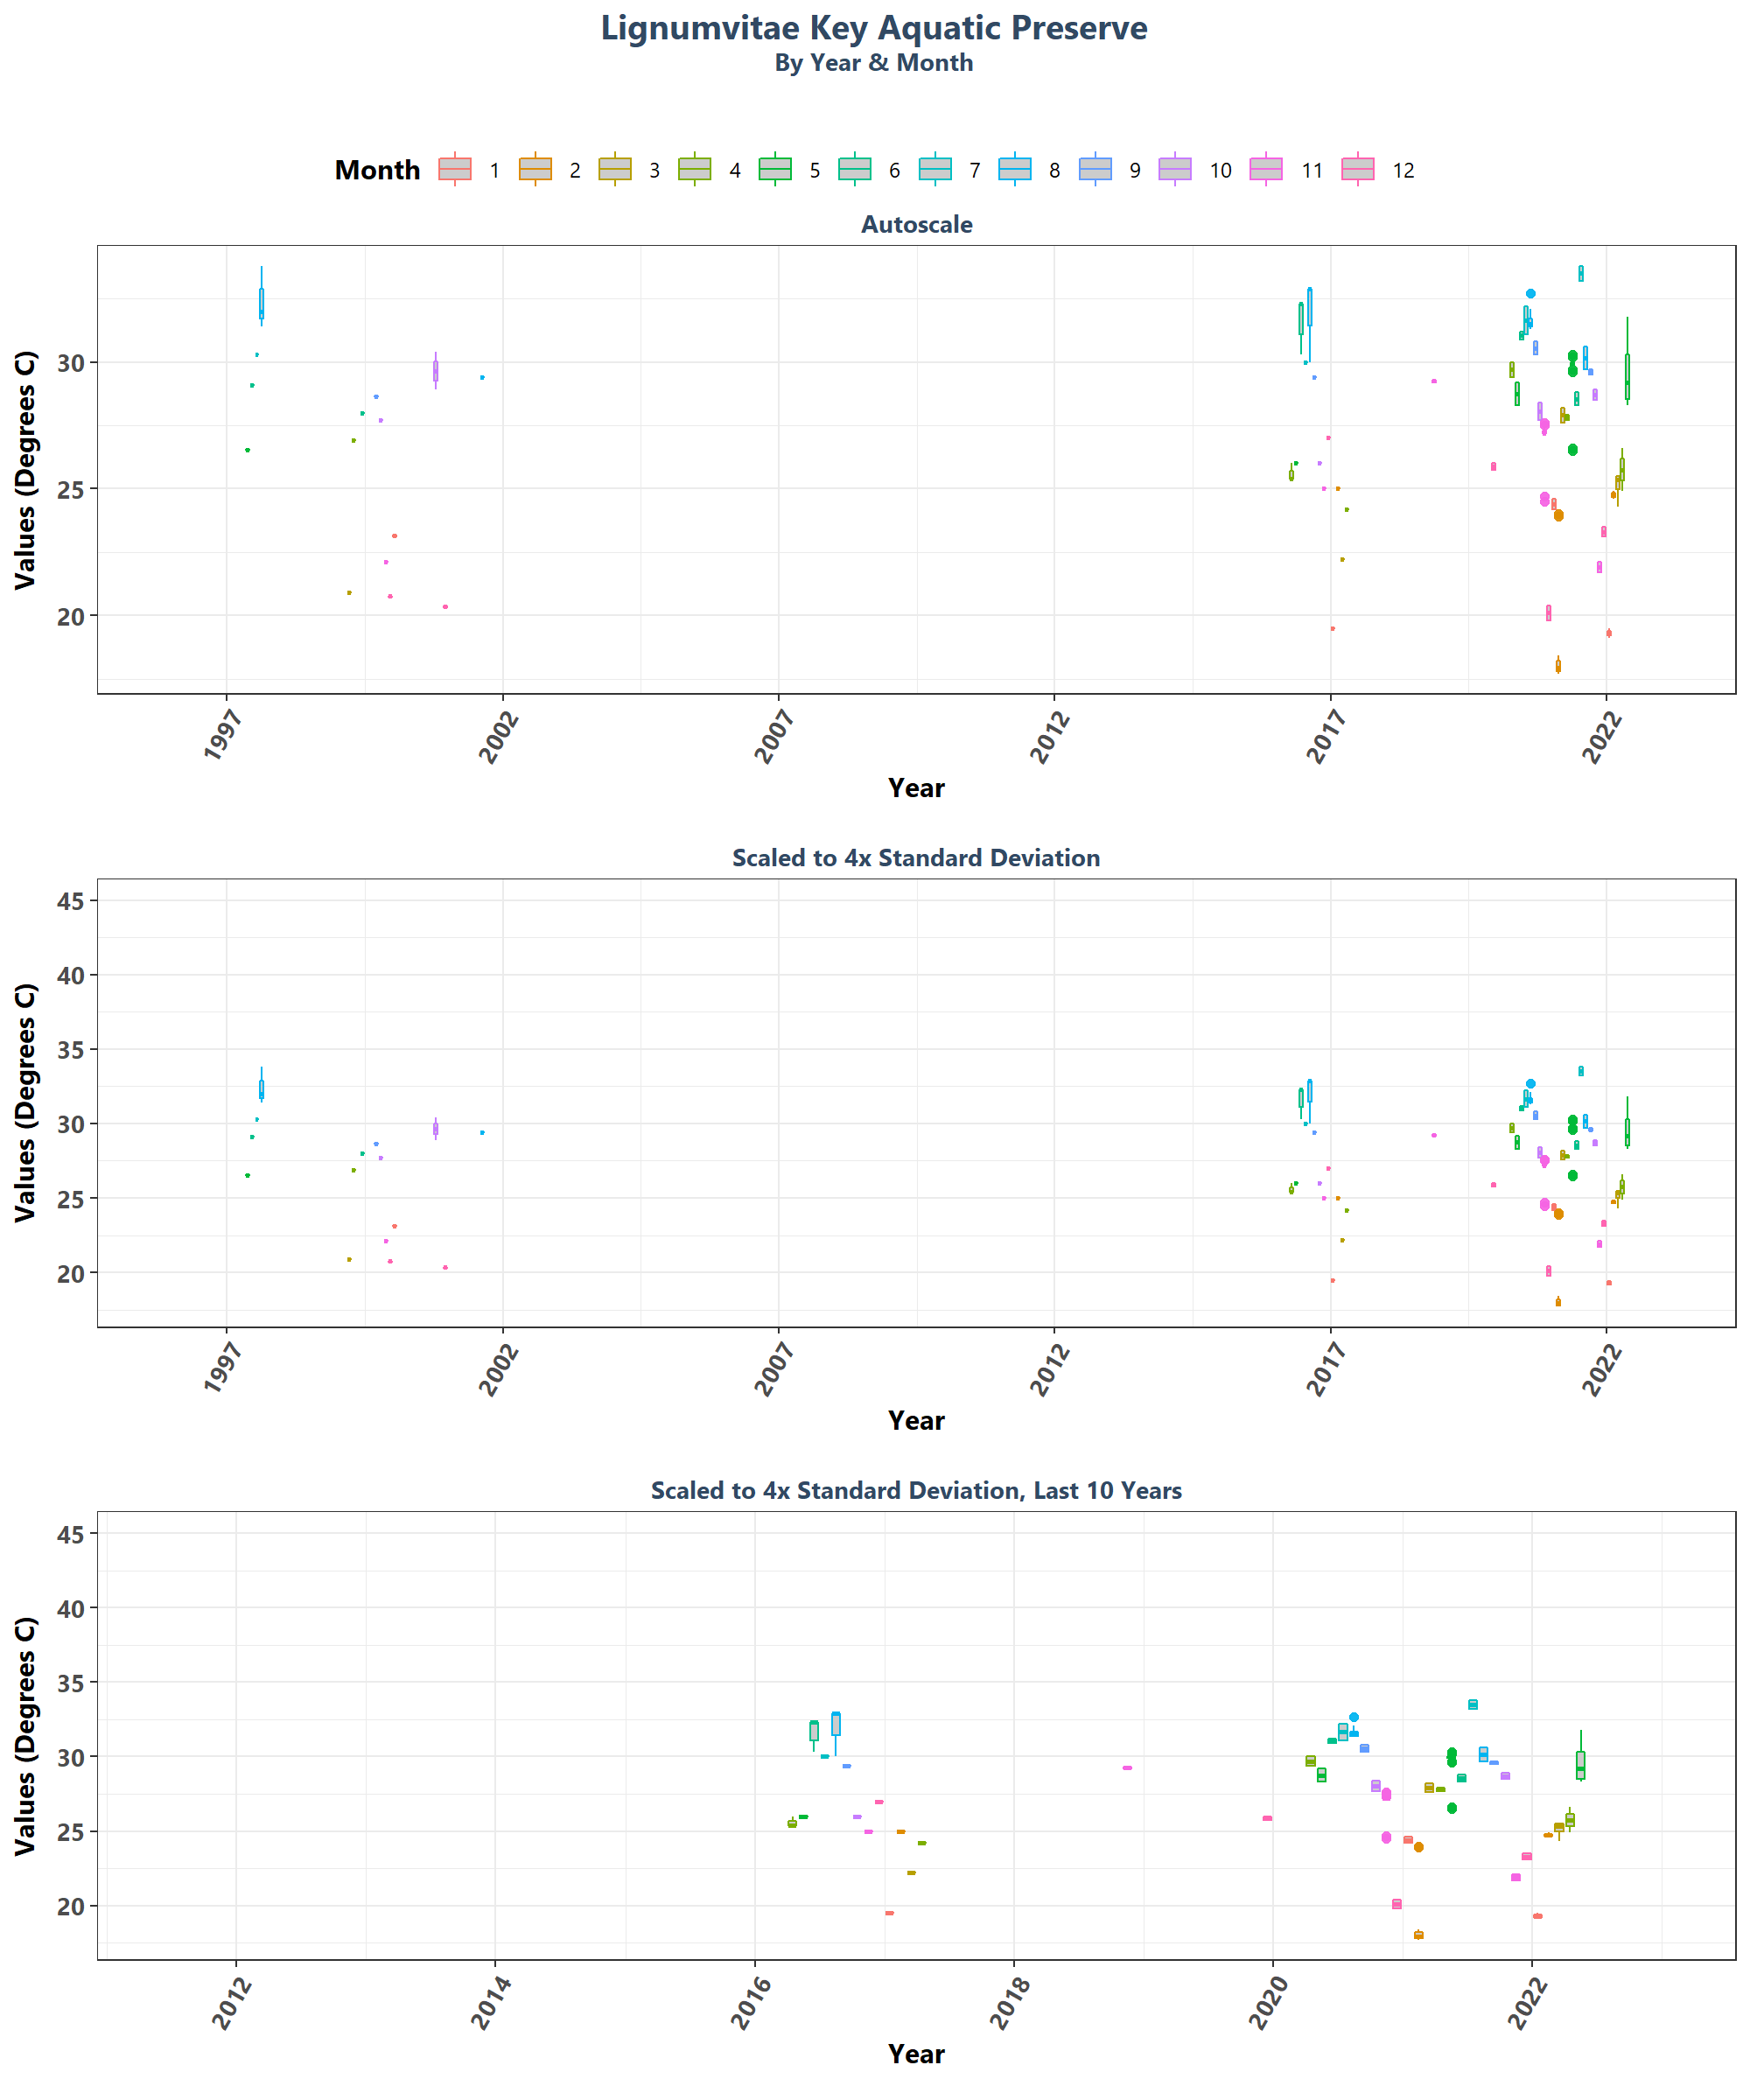 Lignumvitae Key Aquatic Preserve
By Year & Month
Month 1 2 3 4 5 6 7 8 9 10 11 12
Autoscale
Values (Degrees C)
30
25
20
1997 2002 2007 2012 2017 2022
Year
Scaled to 4x Standard Deviation
Values (Degrees C)
45
40
35
30
25
20
1997 2002 2007 2012 2017 2022
Year
Scaled to 4x Standard Deviation, Last 10 Years
Values (Degrees C)
45
40
35
30
25
20
2012 2014 2016 2018 2020 2022
Year